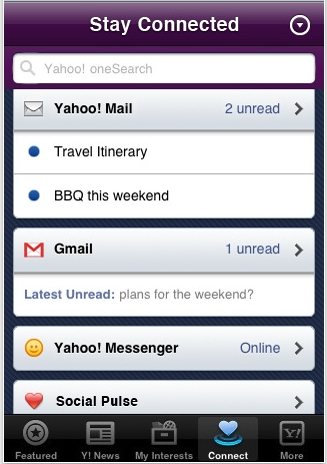 Stay Connected
Yahoo! oneSearch
Yahoo! Mail 2 unread
Travel Itinerary
BBQ this weekend
Gmail 1 unread
Latest Unread: plans for the weekend?
Yahoo! Messenger Online
Social Pulse
Featured Y! News My Interests Connect More